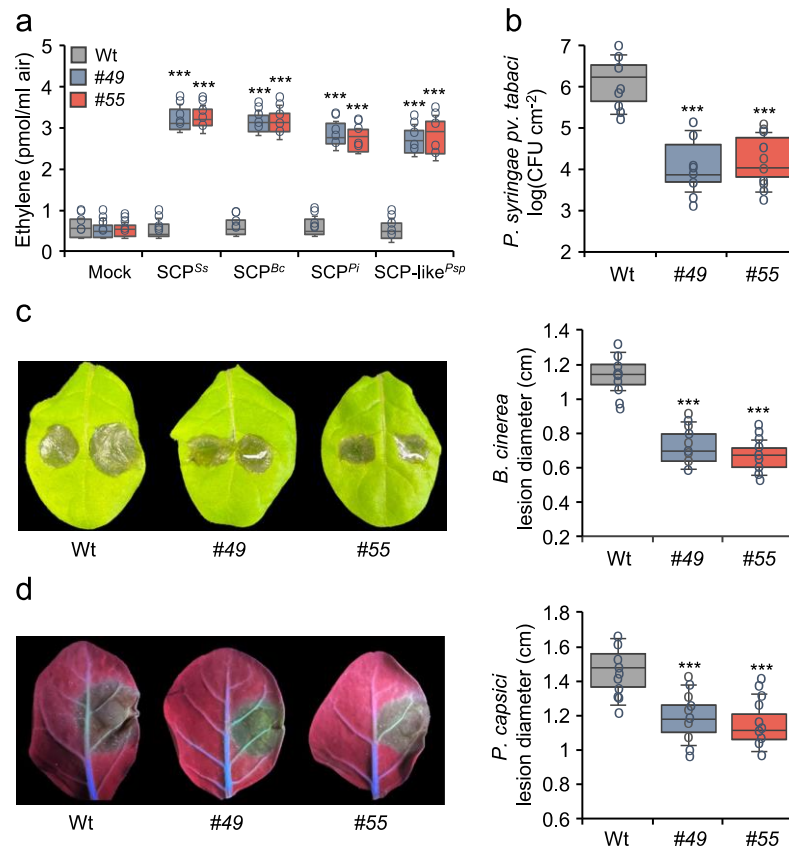 a
Ethylene (pmol/ml air)
5
4
3
2
1
0
Wt
#49
#55
*** ***
*** ***
*** ***
*** ***
Mock SCPˢˢ SCPᴮᶜ SCPᴾⁱ SCP-likeᴾˢᵖ
b
P. syringae pv. tabaci
log(CFU cm⁻²)
7
6
5
4
3
2
*** ***
Wt #49 #55
c
Wt #49 #55
B. cinerea
lesion diameter (cm)
1.4
1.2
1
0.8
0.6
0.4
0.2
*** ***
Wt #49 #55
d
Wt #49 #55
P. capsici
lesion diameter (cm)
1.8
1.6
1.4
1.2
1
0.8
0.6
*** ***
Wt #49 #55